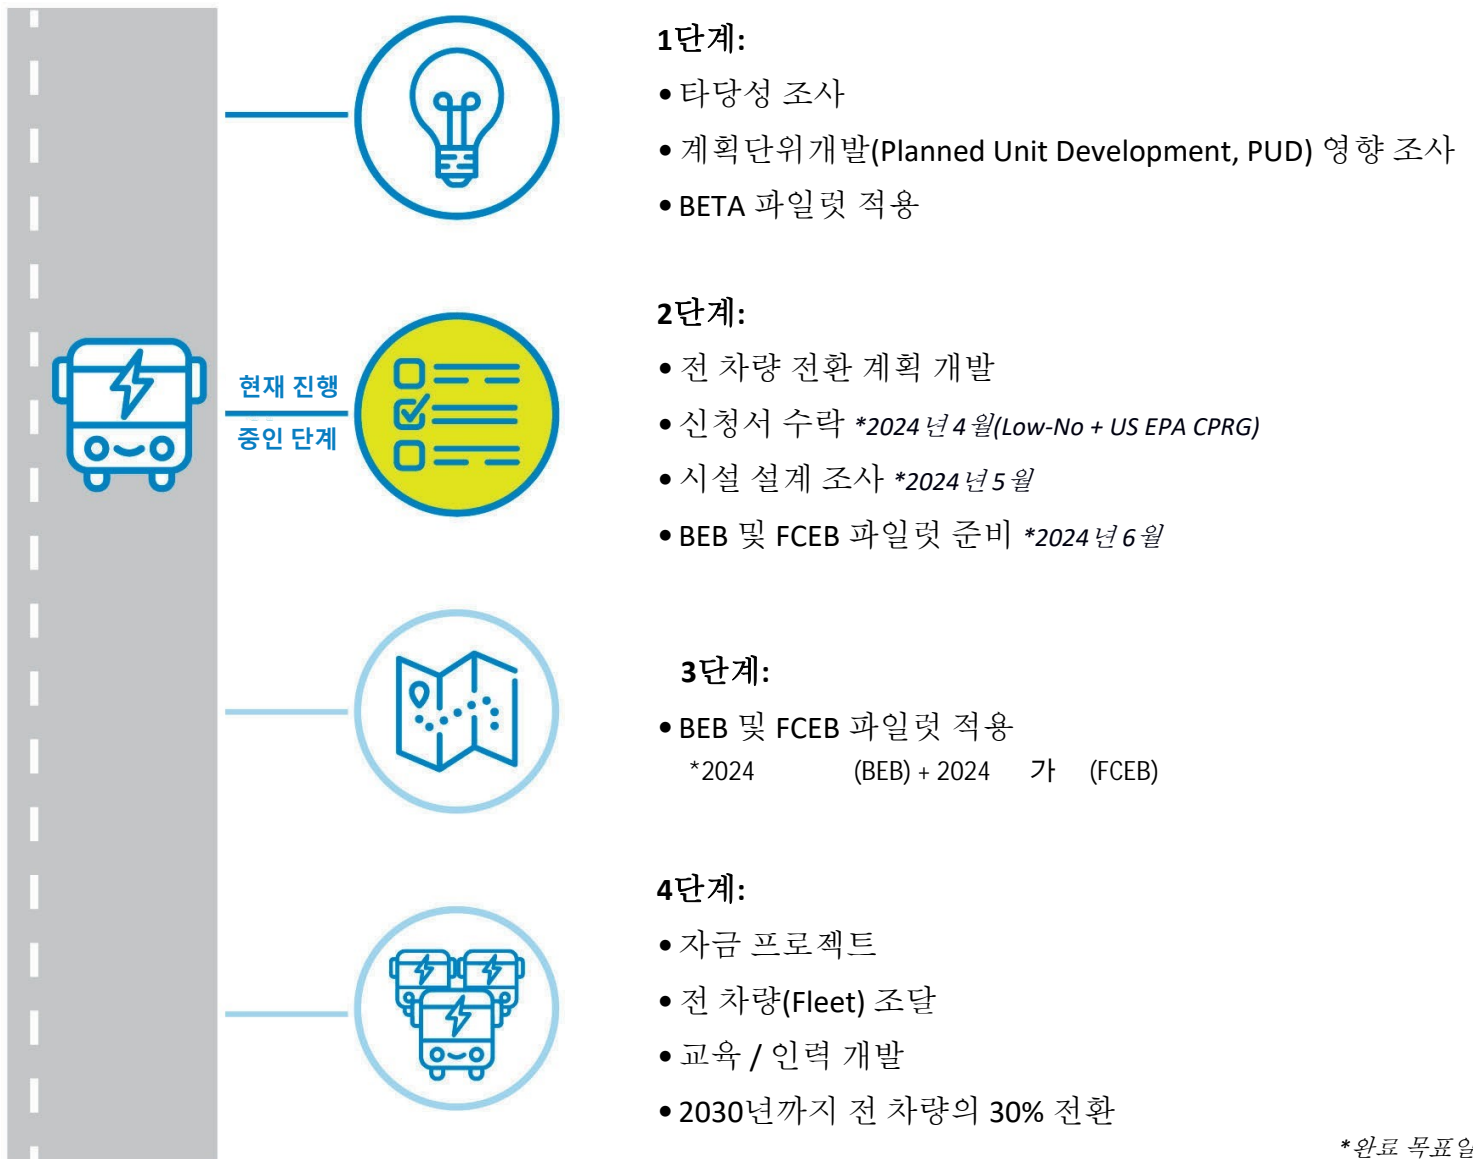 1단계:
• 타당성 조사
• 계획단위개발(Planned Unit Development, PUD) 영향 조사
• BETA 파일럿 적용
2단계:
현재 진행
중인 단계
• 전 차량 전환 계획 개발
• 신청서 수락 *2024년 4월(Low-No + US EPA CPRG)
• 시설 설계 조사 *2024년 5월
• BEB 및 FCEB 파일럿 준비 *2024년 6월
3단계:
• BEB 및 FCEB 파일럿 적용
*2024 (BEB) + 2024 가 (FCEB)
4단계:
• 자금 프로젝트
• 전 차량(Fleet) 조달
• 교육 / 인력 개발
• 2030년까지 전 차량의 30% 전환
*완료 목표일